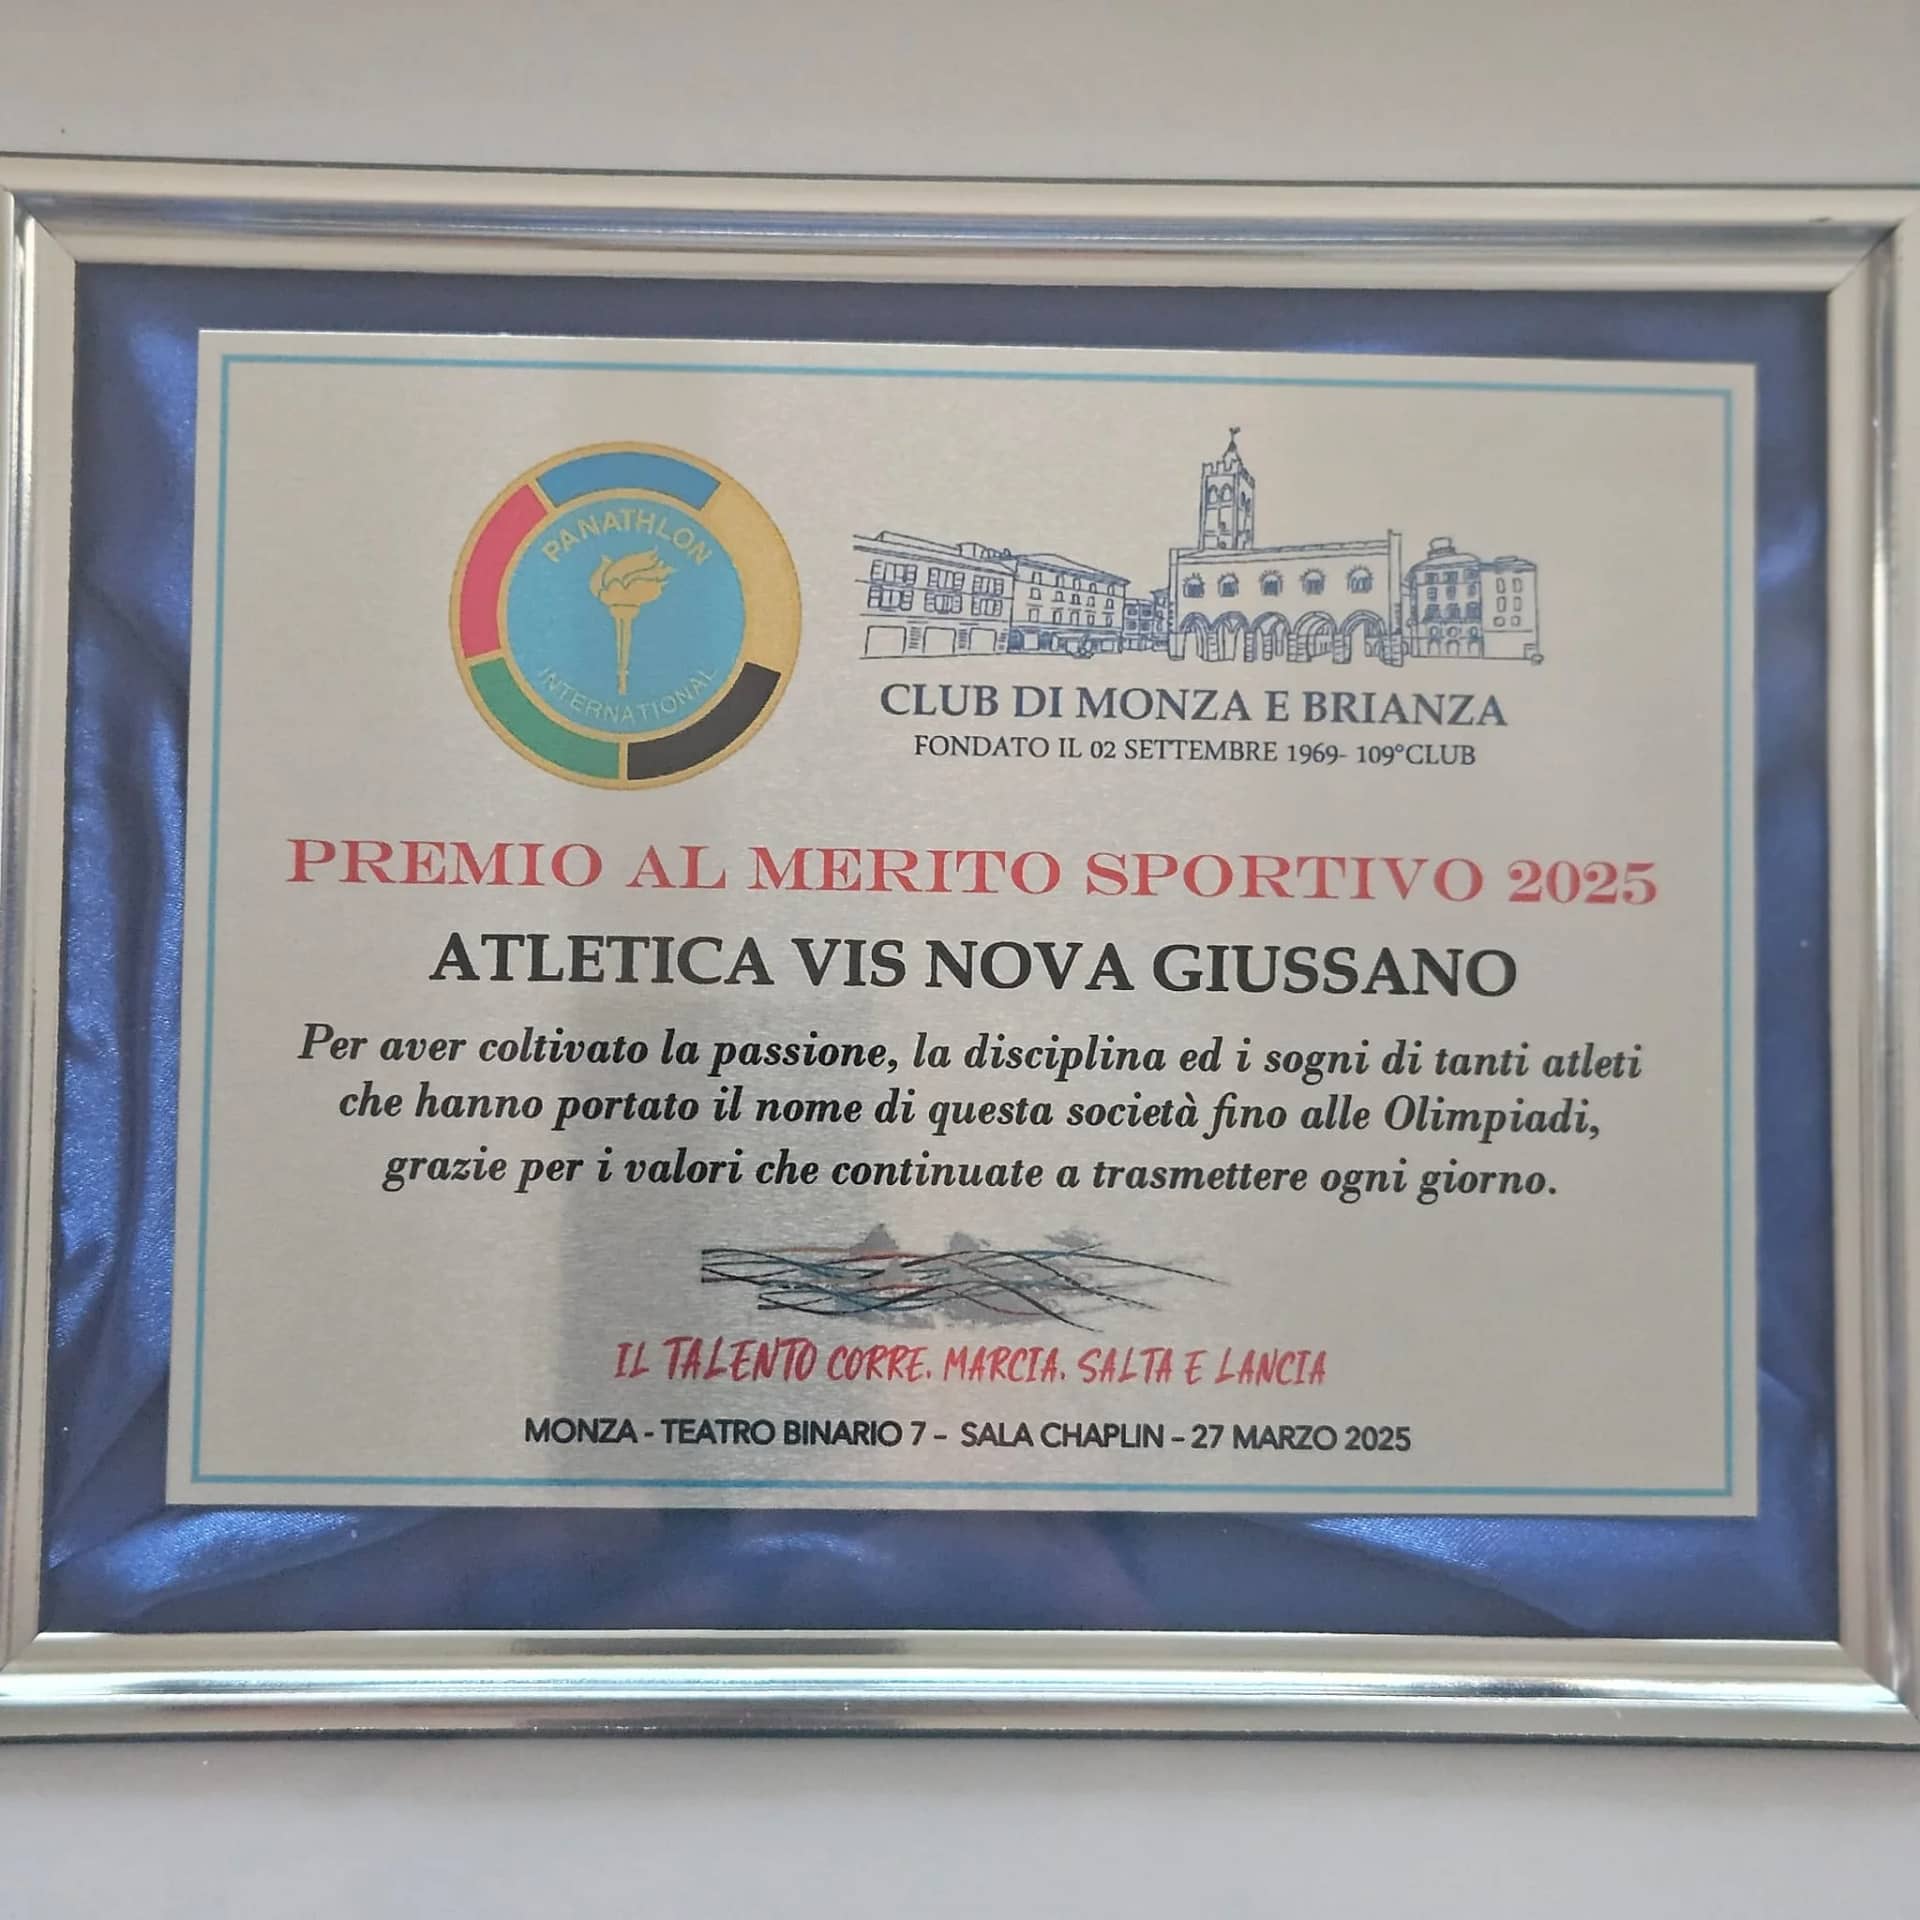 PANATHLON
INTERNATIONAL
CLUB DI MONZA E BRIANZA
FONDATO IL 02 SETTEMBRE 1969- 109°CLUB
PREMIO AL MERITO SPORTIVO 2025
ATLETICA VIS NOVA GIUSSANO
Per aver coltivato la passione, la disciplina ed i sogni di tanti atleti
che hanno portato il nome di questa società fino alle Olimpiadi,
grazie per i valori che continuate a trasmettere ogni giorno.
IL TALENTO CORRE. MARCIA. SALTA E LANCIA
MONZA - TEATRO BINARIO 7 - SALA CHAPLIN - 27 MARZO 2025